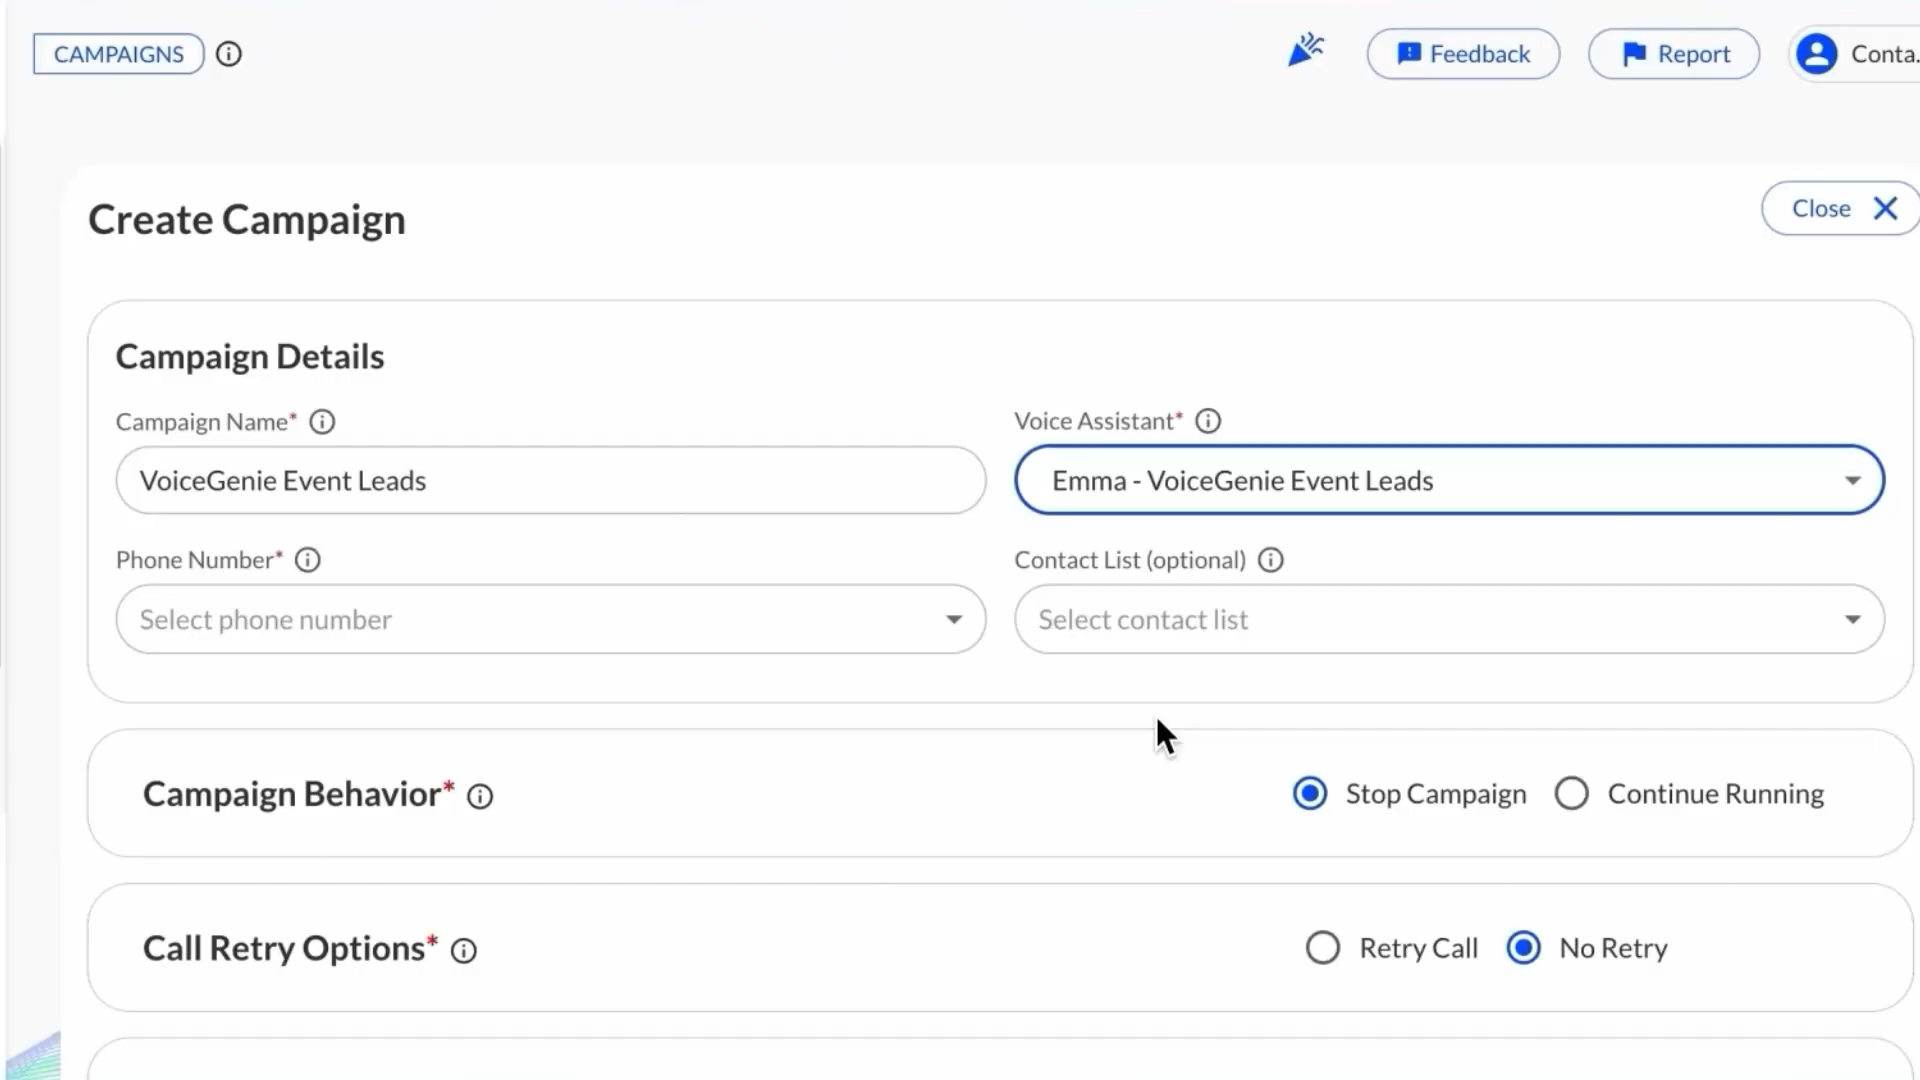 CAMPAIGNS
Feedback
Report
Conta...
Create Campaign
Close
Campaign Details
Campaign Name*
Voice Assistant*
VoiceGenie Event Leads
Emma - VoiceGenie Event Leads
Phone Number*
Contact List (optional)
Select phone number
Select contact list
Campaign Behavior*
Stop Campaign
Continue Running
Call Retry Options*
Retry Call
No Retry